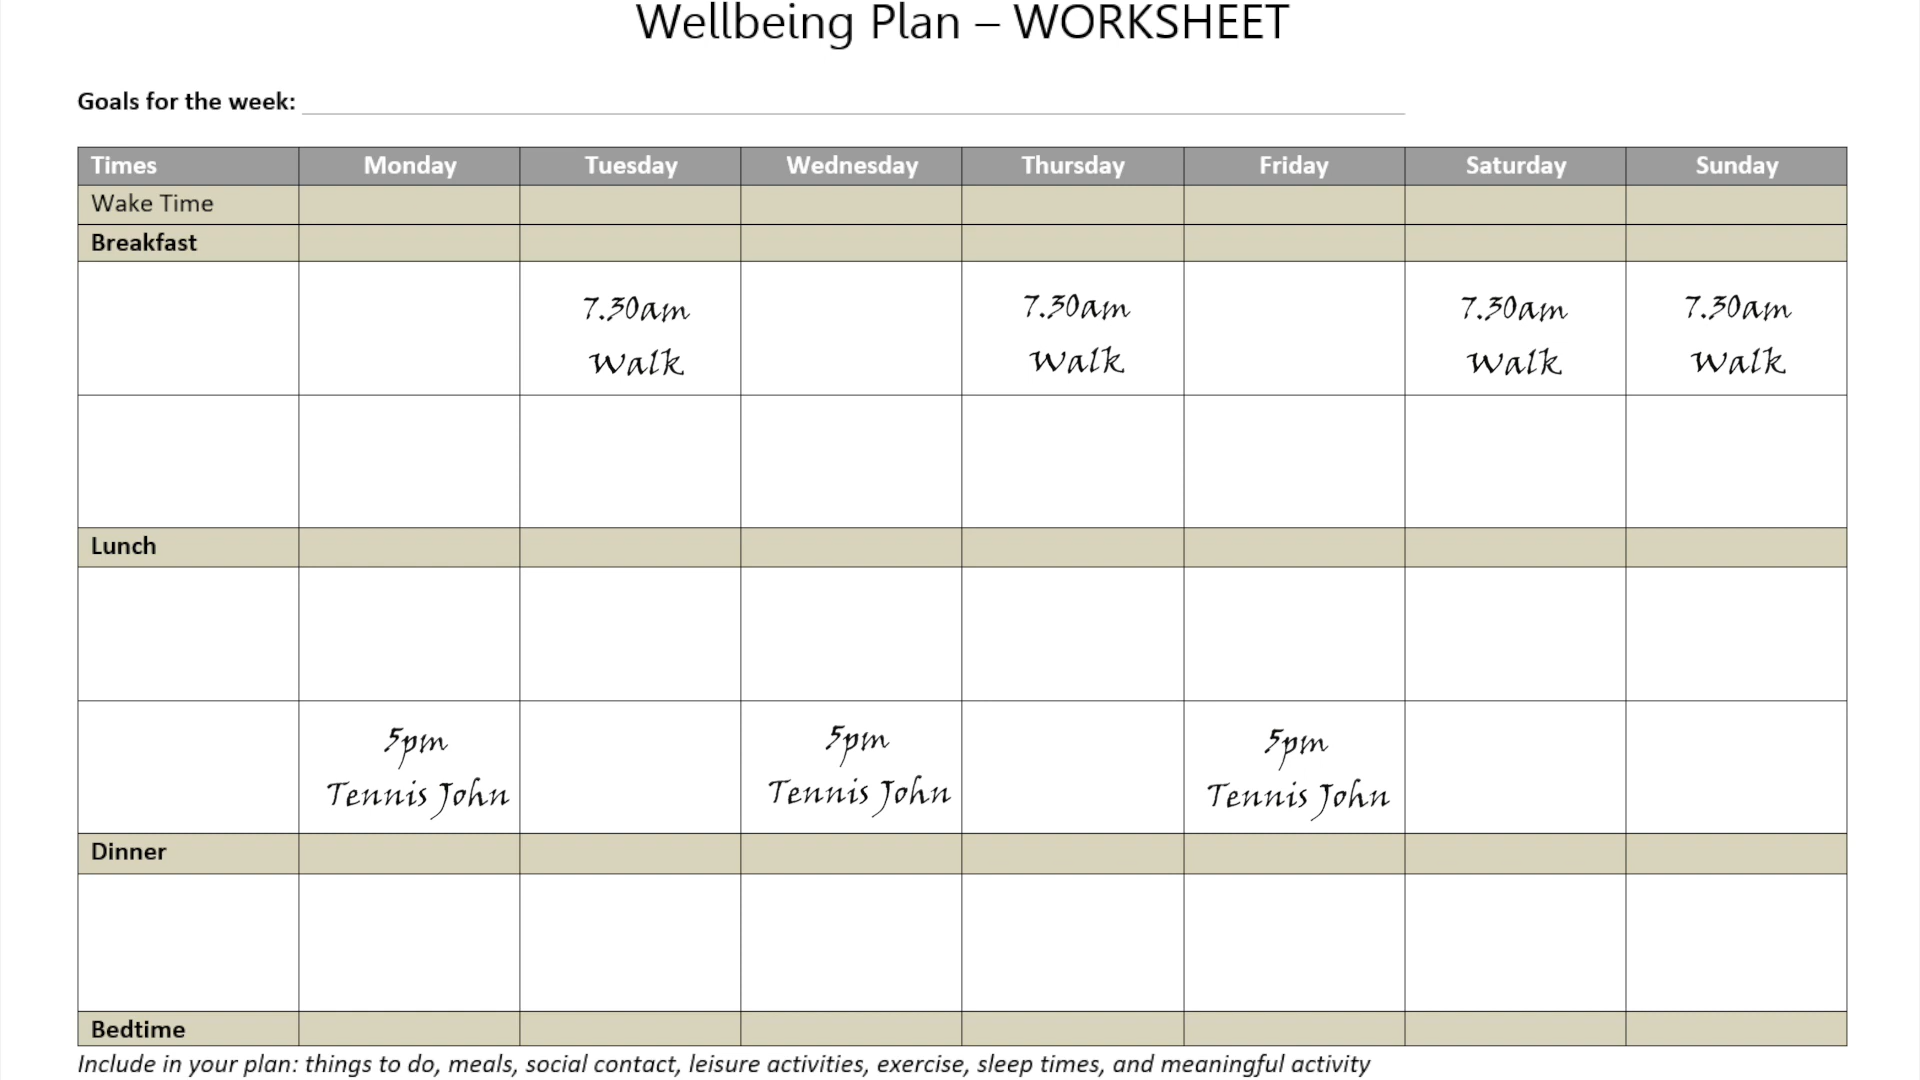 Wellbeing Plan – WORKSHEET
Goals for the week:
Times Monday Tuesday Wednesday Thursday Friday Saturday Sunday
Wake Time
Breakfast
7.30am 7.30am 7.30am 7.30am
Walk Walk Walk Walk
Lunch
5pm 5pm 5pm
Tennis John Tennis John Tennis John
Dinner
Bedtime
Include in your plan: things to do, meals, social contact, leisure activities, exercise, sleep times, and meaningful activity